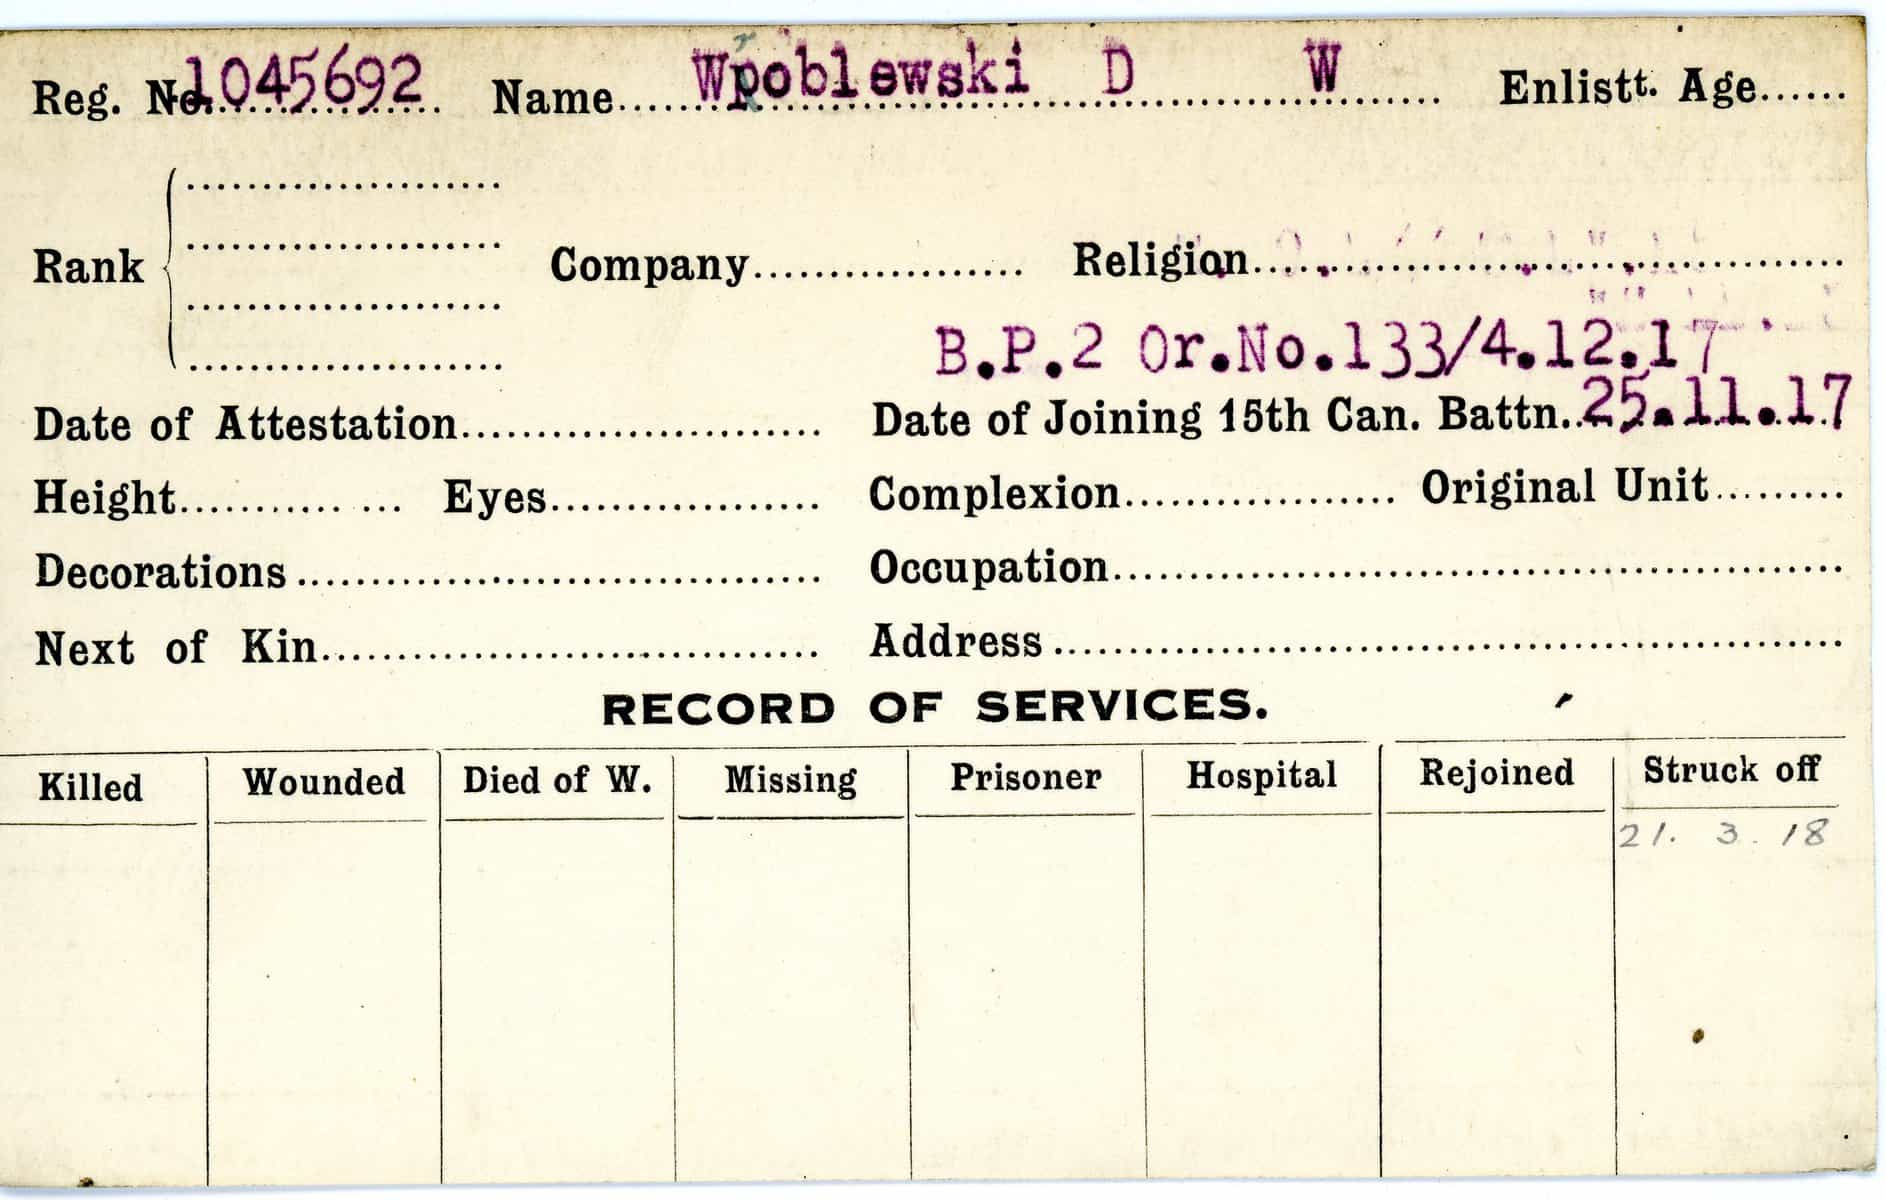 Reg. No. 1045692 Name Wpoblewski D W Enlistt. Age
r
Rank Company Religion
B.P.2 Or.No.133/4.12.17
Date of Attestation Date of Joining 15th Can. Battn. 25.11.17
Height Eyes Complexion Original Unit
Decorations Occupation
Next of Kin Address
RECORD OF SERVICES.
Killed Wounded Died of W. Missing Prisoner Hospital Rejoined Struck off
21. 3. 18